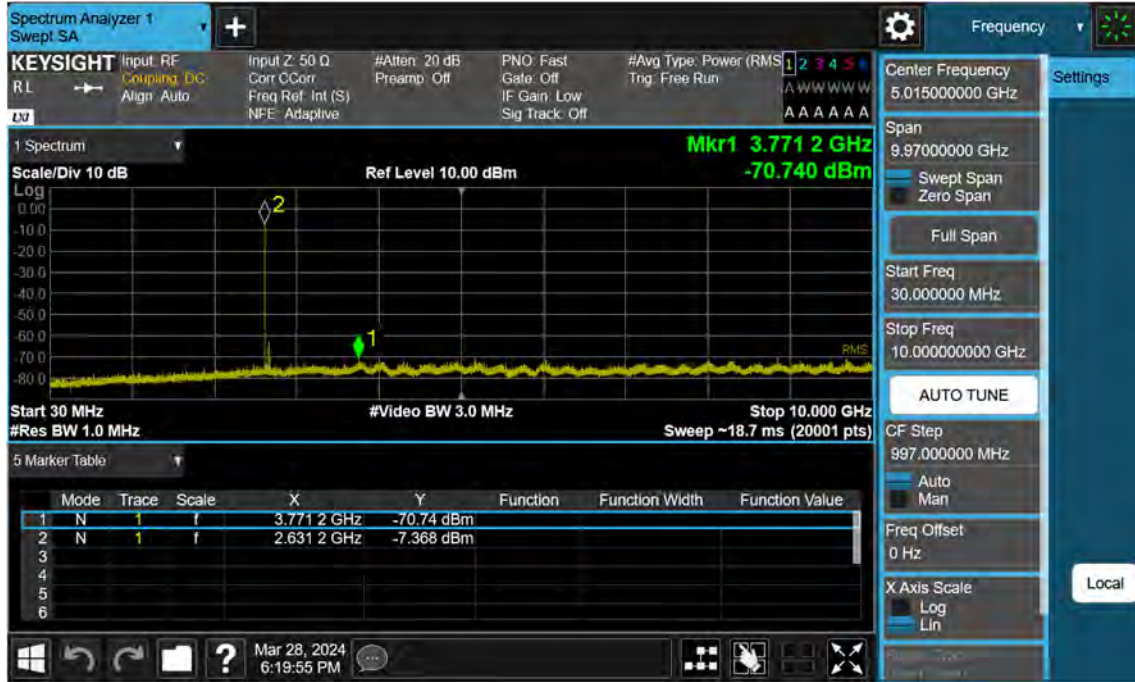 Spectrum Analyzer 1
Swept SA
+
Frequency
KEYSIGHT
RL
LXI
Input: RF
Coupling: DC
Align: Auto
Input Z: 50 Ω
Corr CCorr
Freq Ref: Int (S)
NFE: Adaptive
#Atten: 20 dB
Preamp: Off
PNO: Fast
Gate: Off
IF Gain: Low
Sig Track: Off
#Avg Type: Power (RMS
Trig: Free Run
1 2 3 4 5 6
A W W W W W
A A A A A A
1 Spectrum
Scale/Div 10 dB
Ref Level 10.00 dBm
Mkr1 3.771 2 GHz
-70.740 dBm
Log
0.00
-10.0
-20.0
-30.0
-40.0
-50.0
-60.0
-70.0
-80.0
2
1
RMS
Start 30 MHz
#Video BW 3.0 MHz
Stop 10.000 GHz
#Res BW 1.0 MHz
Sweep ~18.7 ms (20001 pts)
5 Marker Table
Mode Trace Scale X Y Function Function Width Function Value
1 N 1 f 3.771 2 GHz -70.74 dBm
2 N 1 f 2.631 2 GHz -7.368 dBm
3
4
5
6
?
Mar 28, 2024
6:19:55 PM
Center Frequency
5.015000000 GHz
Settings
Span
9.97000000 GHz
Swept Span
Zero Span
Full Span
Start Freq
30.000000 MHz
Stop Freq
10.000000000 GHz
AUTO TUNE
CF Step
997.000000 MHz
Auto
Man
Freq Offset
0 Hz
X Axis Scale
Log
Lin
Local